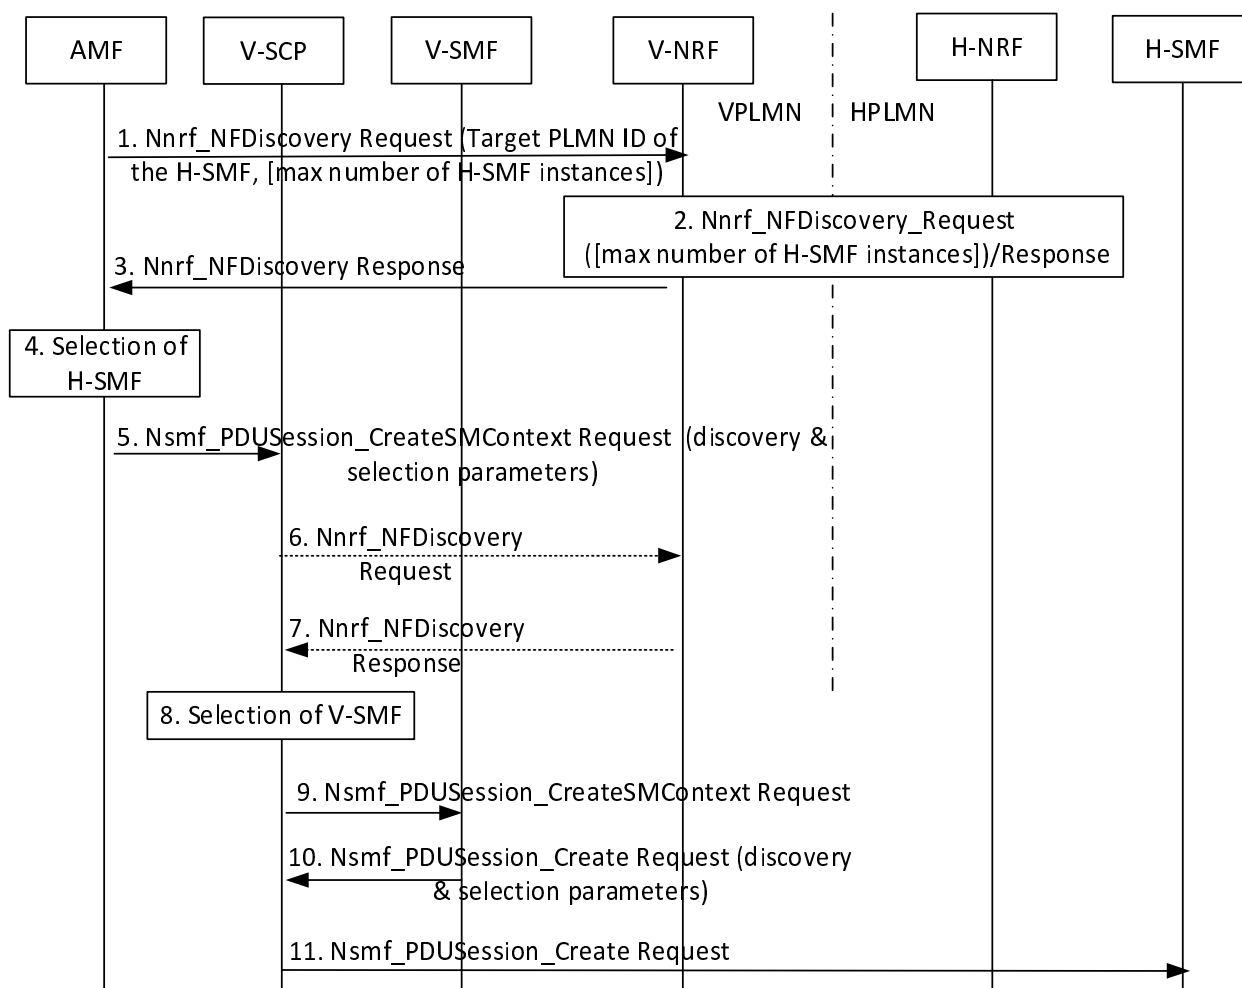 AMF
V-SCP
V-SMF
V-NRF
H-NRF
H-SMF
VPLMN
HPLMN
1. Nnrf_NFDiscovery Request (Target PLMN ID of
the H-SMF, [max number of H-SMF instances])
2. Nnrf_NFDiscovery_Request
([max number of H-SMF instances])/Response
3. Nnrf_NFDiscovery Response
4. Selection of
H-SMF
5. Nsmf_PDUSession_CreateSMContext Request (discovery &
selection parameters)
6. Nnrf_NFDiscovery
Request
7. Nnrf_NFDiscovery
Response
8. Selection of V-SMF
9. Nsmf_PDUSession_CreateSMContext Request
10. Nsmf_PDUSession_Create Request (discovery
& selection parameters)
11. Nsmf_PDUSession_Create Request